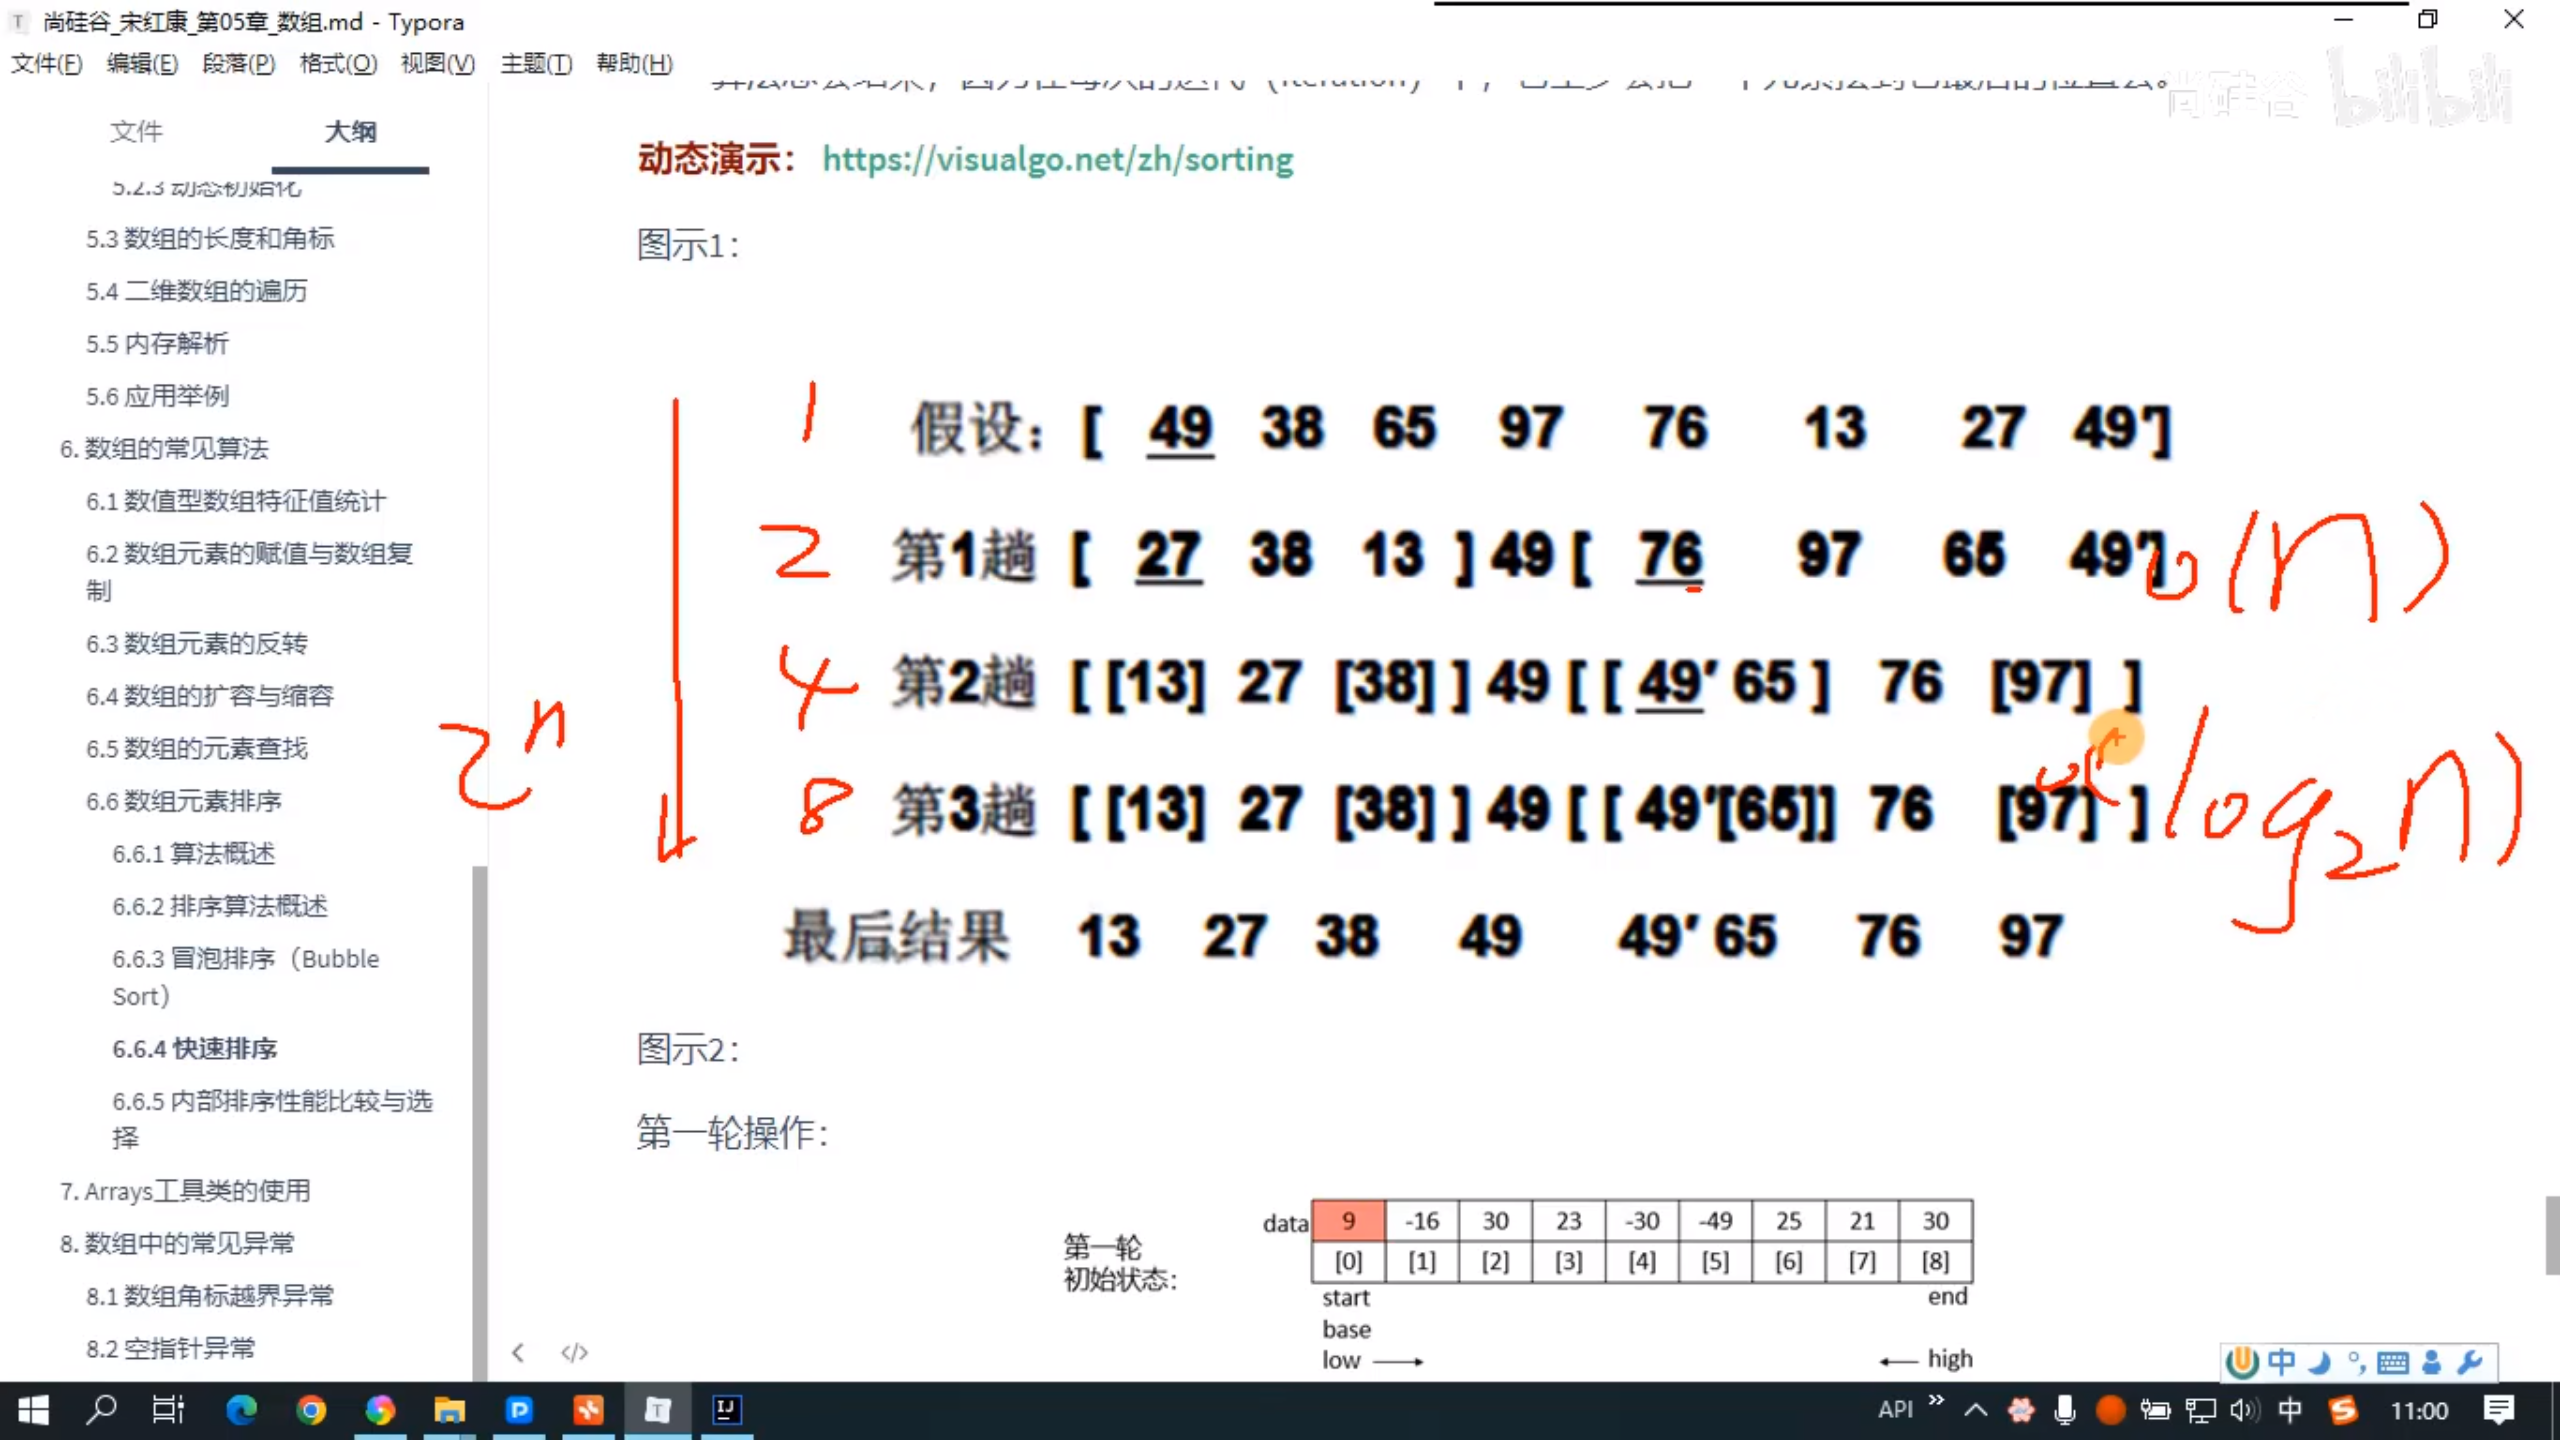 尚硅谷_宋红康_第05章_数组.md - Typora
文件(F) 编辑(E) 段落(P) 格式(O) 视图(V) 主题(T) 帮助(H)
尚硅谷 bilibili
文件 大纲
5.2.3 动态初始化
5.3 数组的长度和角标
5.4 二维数组的遍历
5.5 内存解析
5.6 应用举例
6. 数组的常见算法
6.1 数值型数组特征值统计
6.2 数组元素的赋值与数组复
制
6.3 数组元素的反转
6.4 数组的扩容与缩容
6.5 数组的元素查找
6.6 数组元素排序
6.6.1 算法概述
6.6.2 排序算法概述
6.6.3 冒泡排序（Bubble
Sort）
6.6.4 快速排序
6.6.5 内部排序性能比较与选
择
7. Arrays工具类的使用
8. 数组中的常见异常
8.1 数组角标越界异常
8.2 空指针异常
动态演示： https://visualgo.net/zh/sorting
图示1：
1 假设： [ 49 38 65 97 76 13 27 49′]
2 第1趟 [ 27 38 13 ] 49 [ 76 97 65 49′] o(n)
4 第2趟 [ [13] 27 [38] ] 49 [ [ 49′ 65 ] 76 [97] ]
2ⁿ
8 第3趟 [ [13] 27 [38] ] 49 [ [ 49′[65]] 76 [97] ] o(log₂n)
最后结果 13 27 38 49 49′ 65 76 97
图示2：
第一轮操作：
第一轮
初始状态：
data 9 -16 30 23 -30 -49 25 21 30
[0] [1] [2] [3] [4] [5] [6] [7] [8]
start end
base
low high
中
API 中 11:00